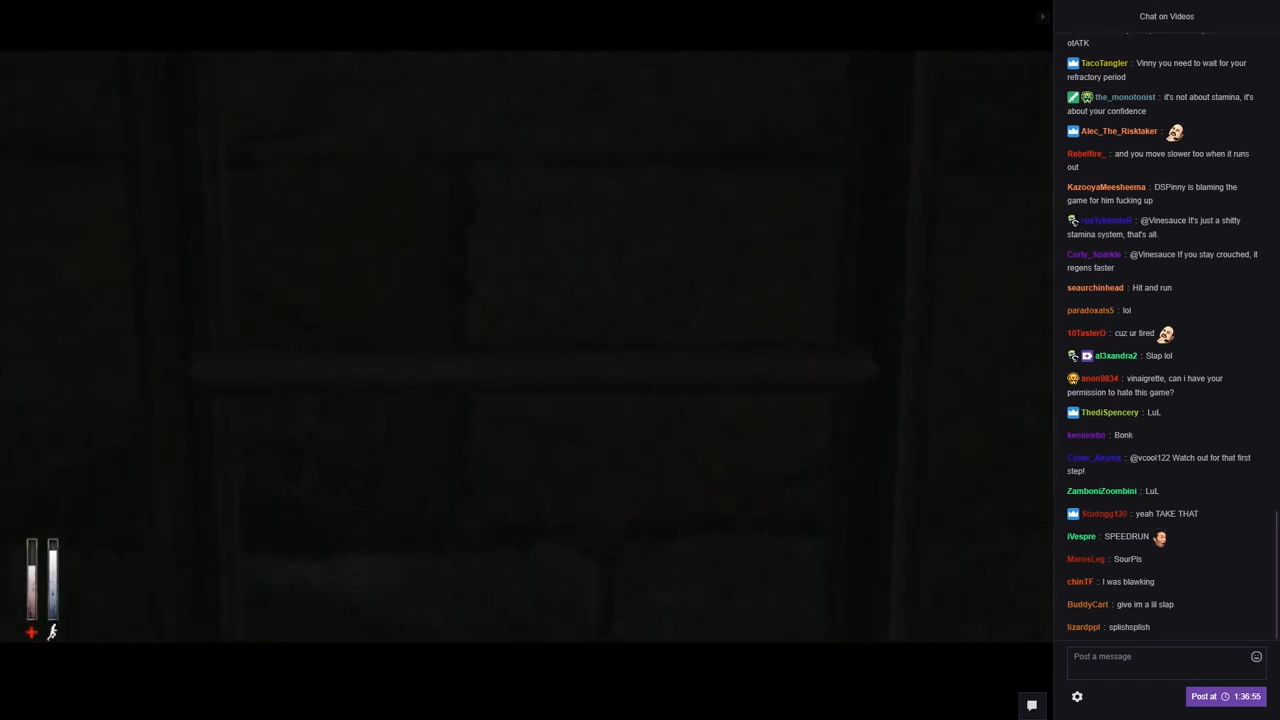 Chat on Videos
otATK
TacoTangler : Vinny you need to wait for your
refractory period
the_monotonist : it's not about stamina, it's
about your confidence
Alec_The_Risktaker :
Rebelfire_ : and you move slower too when it runs
out
KazooyaMeesheema : DSPinny is blaming the
game for him fucking up
: @Vinesauce It's just a shitty
stamina system, that's all.
Curly_Sparkle : @Vinesauce If you stay crouched, it
regens faster
seaurchinhead : Hit and run
paradoxals5 : lol
10TasterO : cuz ur tired
al3xandra2 : Slap lol
anon9834 : vinaigrette, can i have your
permission to hate this game?
ThediSpencery : LuL
keninrebo : Bonk
Cyber_Akuma : @vcool122 Watch out for that first
step!
ZamboniZoombini : LuL
Studogg120 : yeah TAKE THAT
iVespre : SPEEDRUN
MarnsLeg : SourPls
chinTF : I was blawking
BuddyCart : give im a lil slap
lizardppl : splishsplish
Post a message
Post at 1:36:55